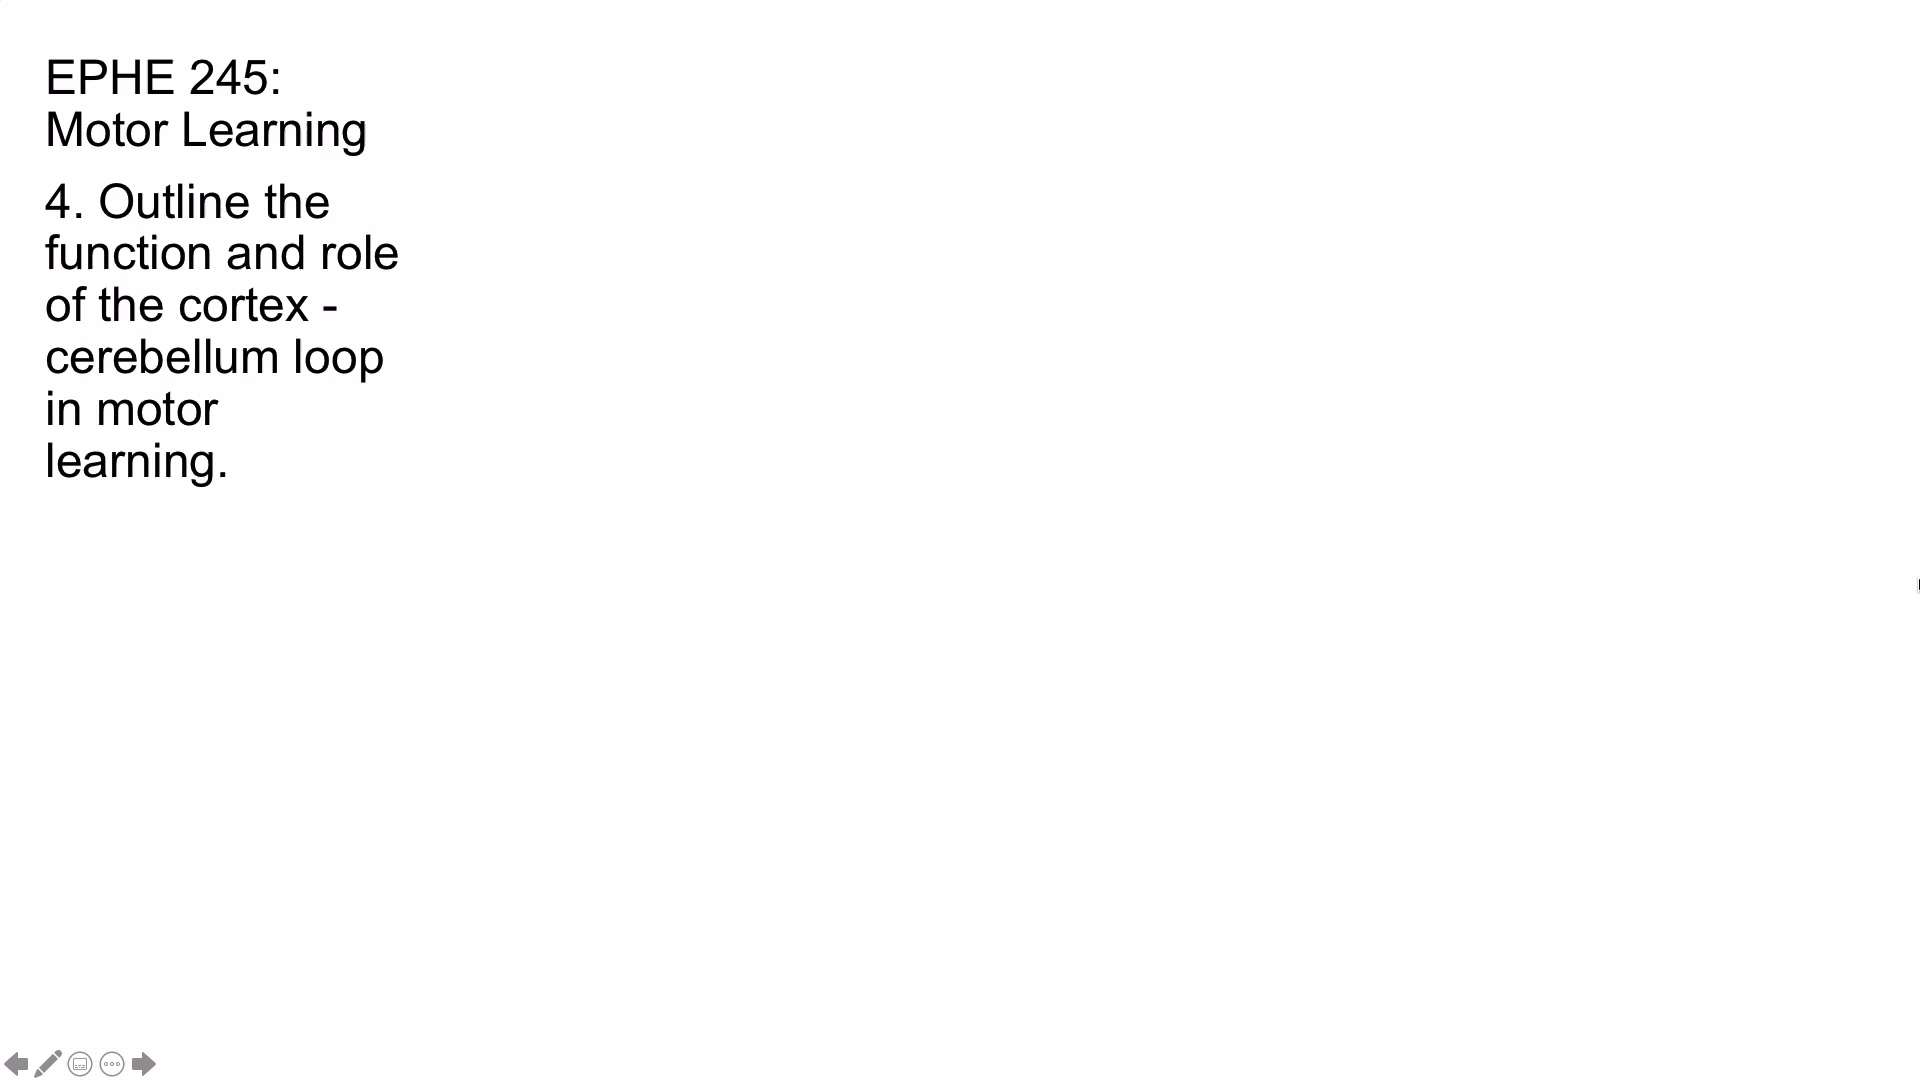 EPHE 245:
Motor Learning
4. Outline the
function and role
of the cortex -
cerebellum loop
in motor
learning.